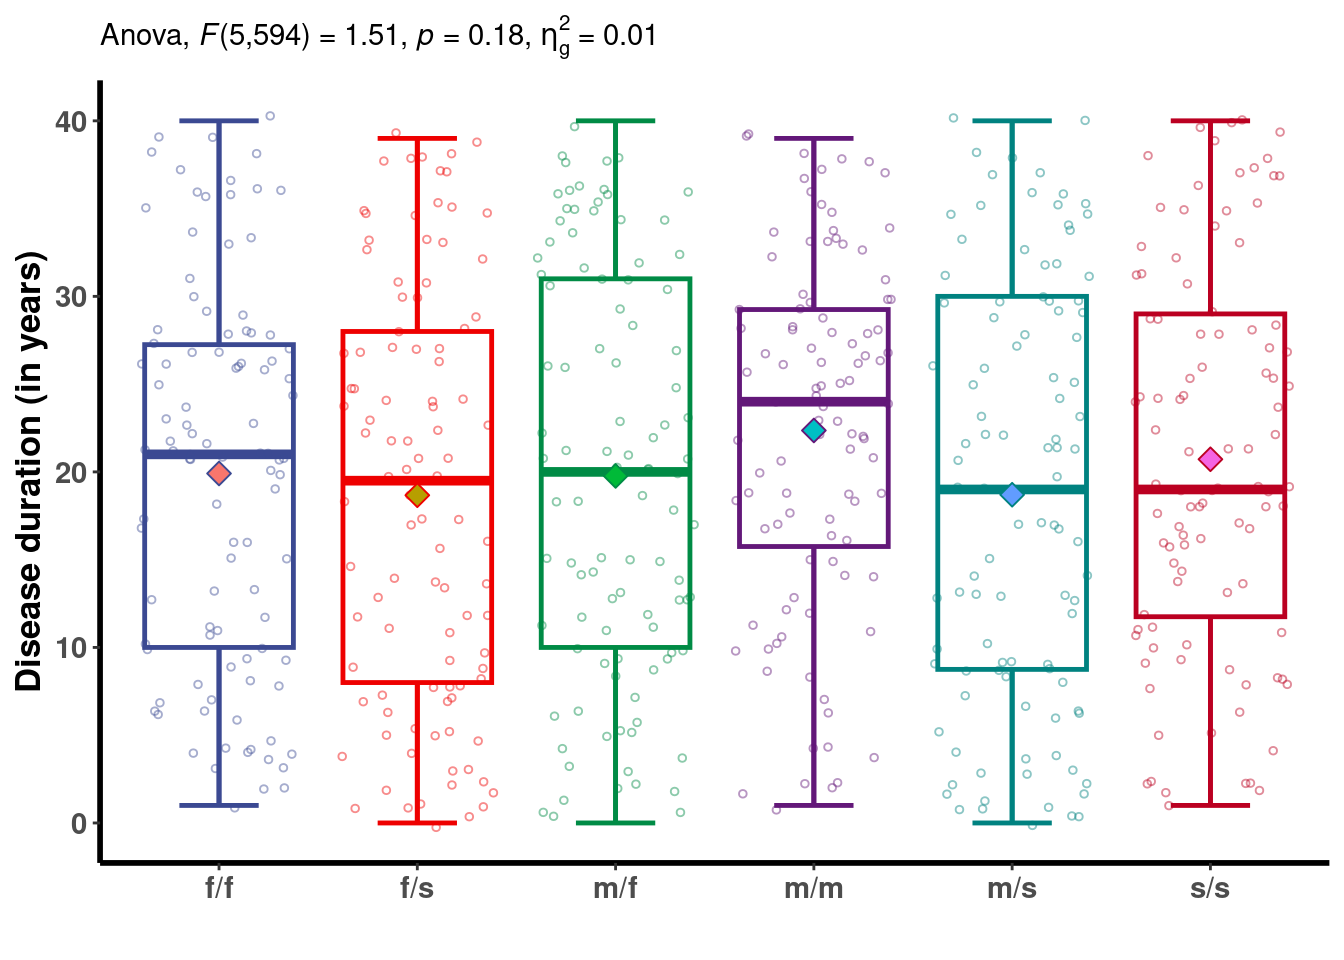 Anova, F(5,594) = 1.51, p = 0.18, η²g = 0.01
Disease duration (in years)
40
30
20
10
0
f/f f/s m/f m/m m/s s/s